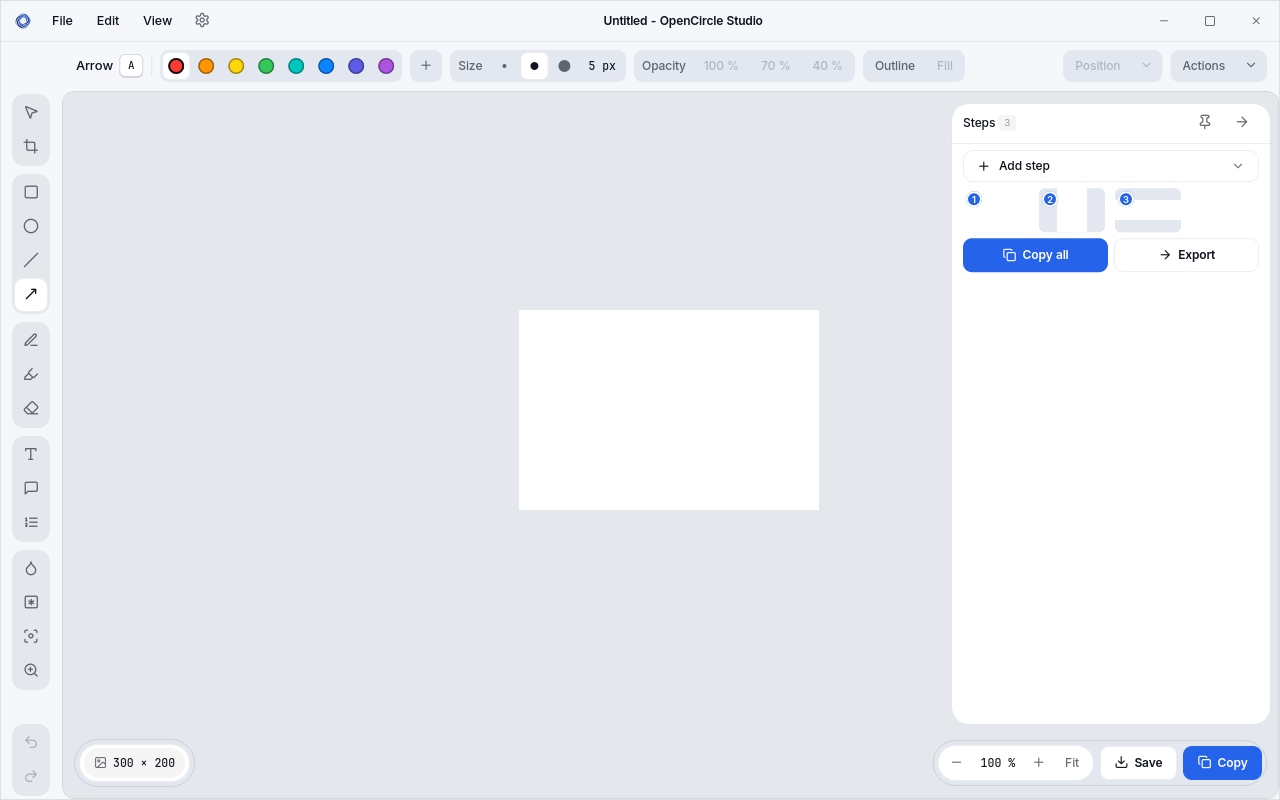 File Edit View
Untitled - OpenCircle Studio
Arrow A
Size 5 px
Opacity 100 % 70 % 40 %
Outline Fill
Position
Actions
Steps 3
Add step
1 2 3
Copy all
Export
300 × 200
100 %
Fit
Save
Copy